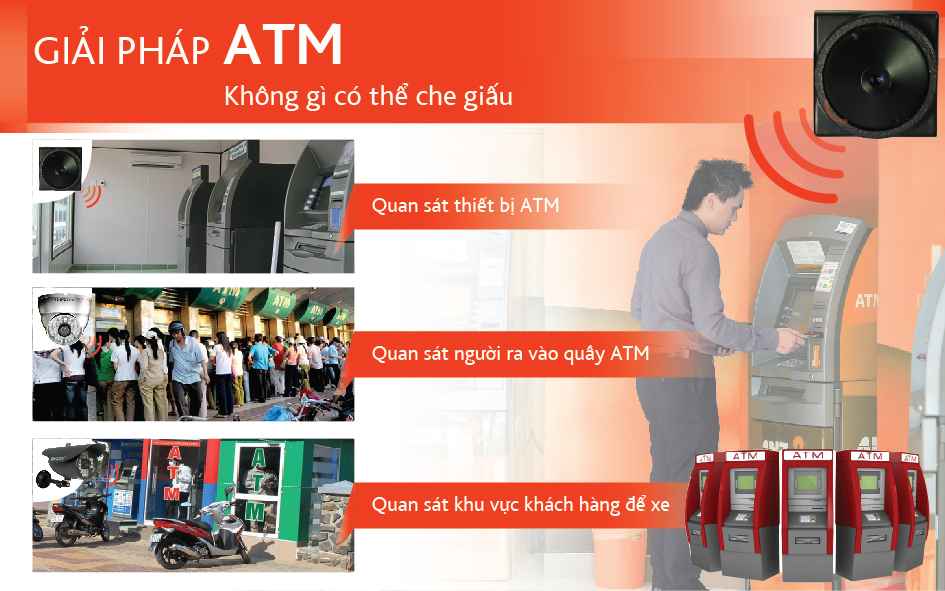 GIẢI PHÁP ATM
Không gì có thể che giấu
Quan sát thiết bị ATM
ATM
ATM
Quan sát người ra vào quầy ATM
ATM
ATM
ATM
Quan sát khu vực khách hàng để xe
ATM
ATM
ATM
ATM
ATM